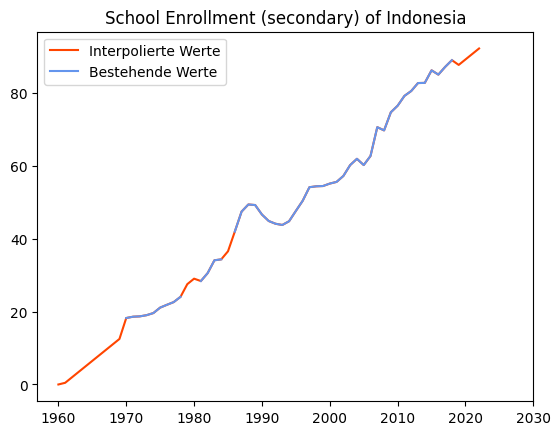 School Enrollment (secondary) of Indonesia
Interpolierte Werte
Bestehende Werte
80
60
40
20
0
1960 1970 1980 1990 2000 2010 2020 2030